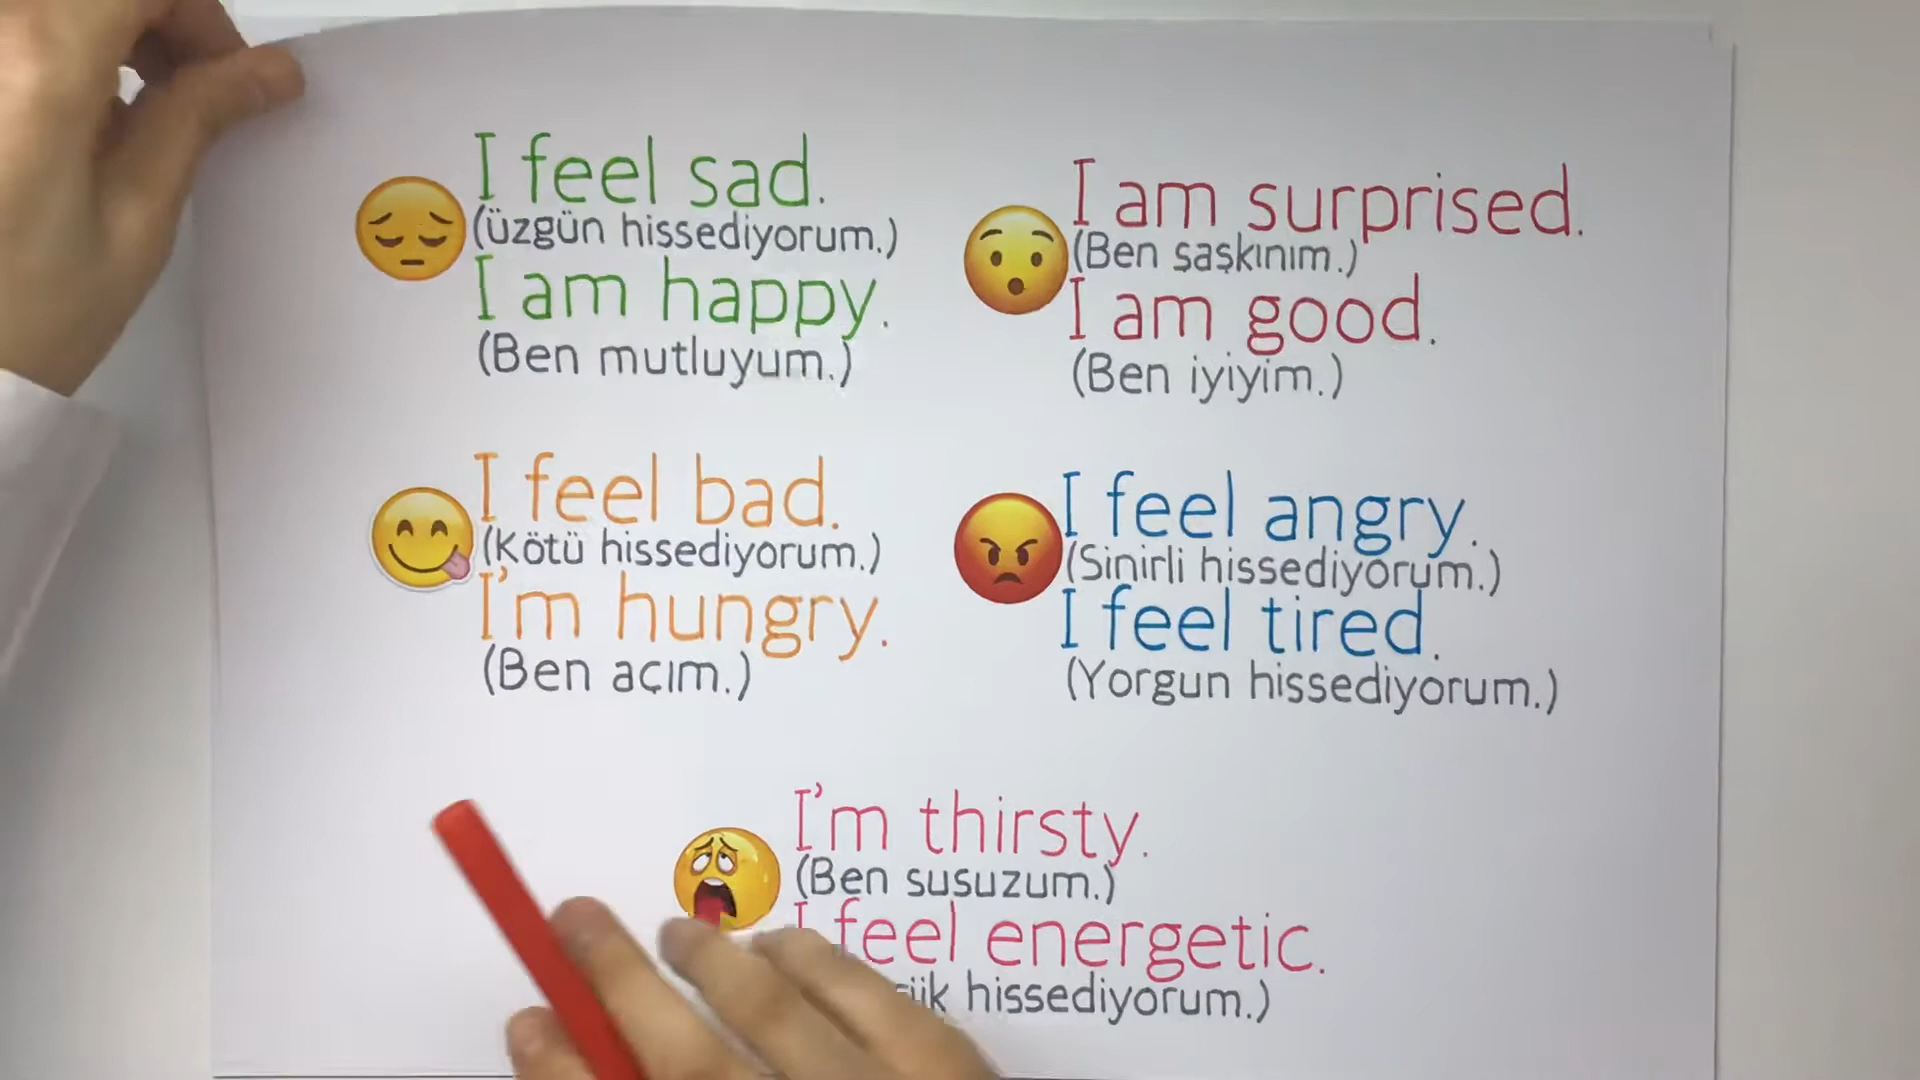 I feel sad.
(üzgün hissediyorum.)
I am happy.
(Ben mutluyum.)
I am surprised.
(Ben şaşkınım.)
I am good.
(Ben iyiyim.)
I feel bad.
(Kötü hissediyorum.)
I'm hungry.
(Ben açım.)
I feel angry.
(Sinirli hissediyorum.)
I feel tired.
(Yorgun hissediyorum.)
I'm thirsty.
(Ben susuzum.)
I feel energetic.
hissediyorum.)